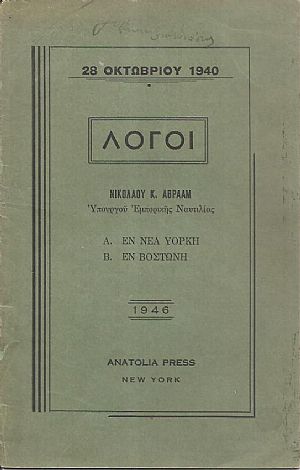 28 ΟΚΤΩΒΡΙΟΥ 1940
ΛΟΓΟΙ
ΝΙΚΟΛΑΟΥ Κ. ΑΒΡΑΑΜ
Ὑπουργοῦ Ἐμπορικῆς Ναυτιλίας
Α. ΕΝ ΝΕΑ ΥΟΡΚΗ
Β. ΕΝ ΒΟΣΤΩΝΗ
1946
ANATOLIA PRESS
NEW YORK